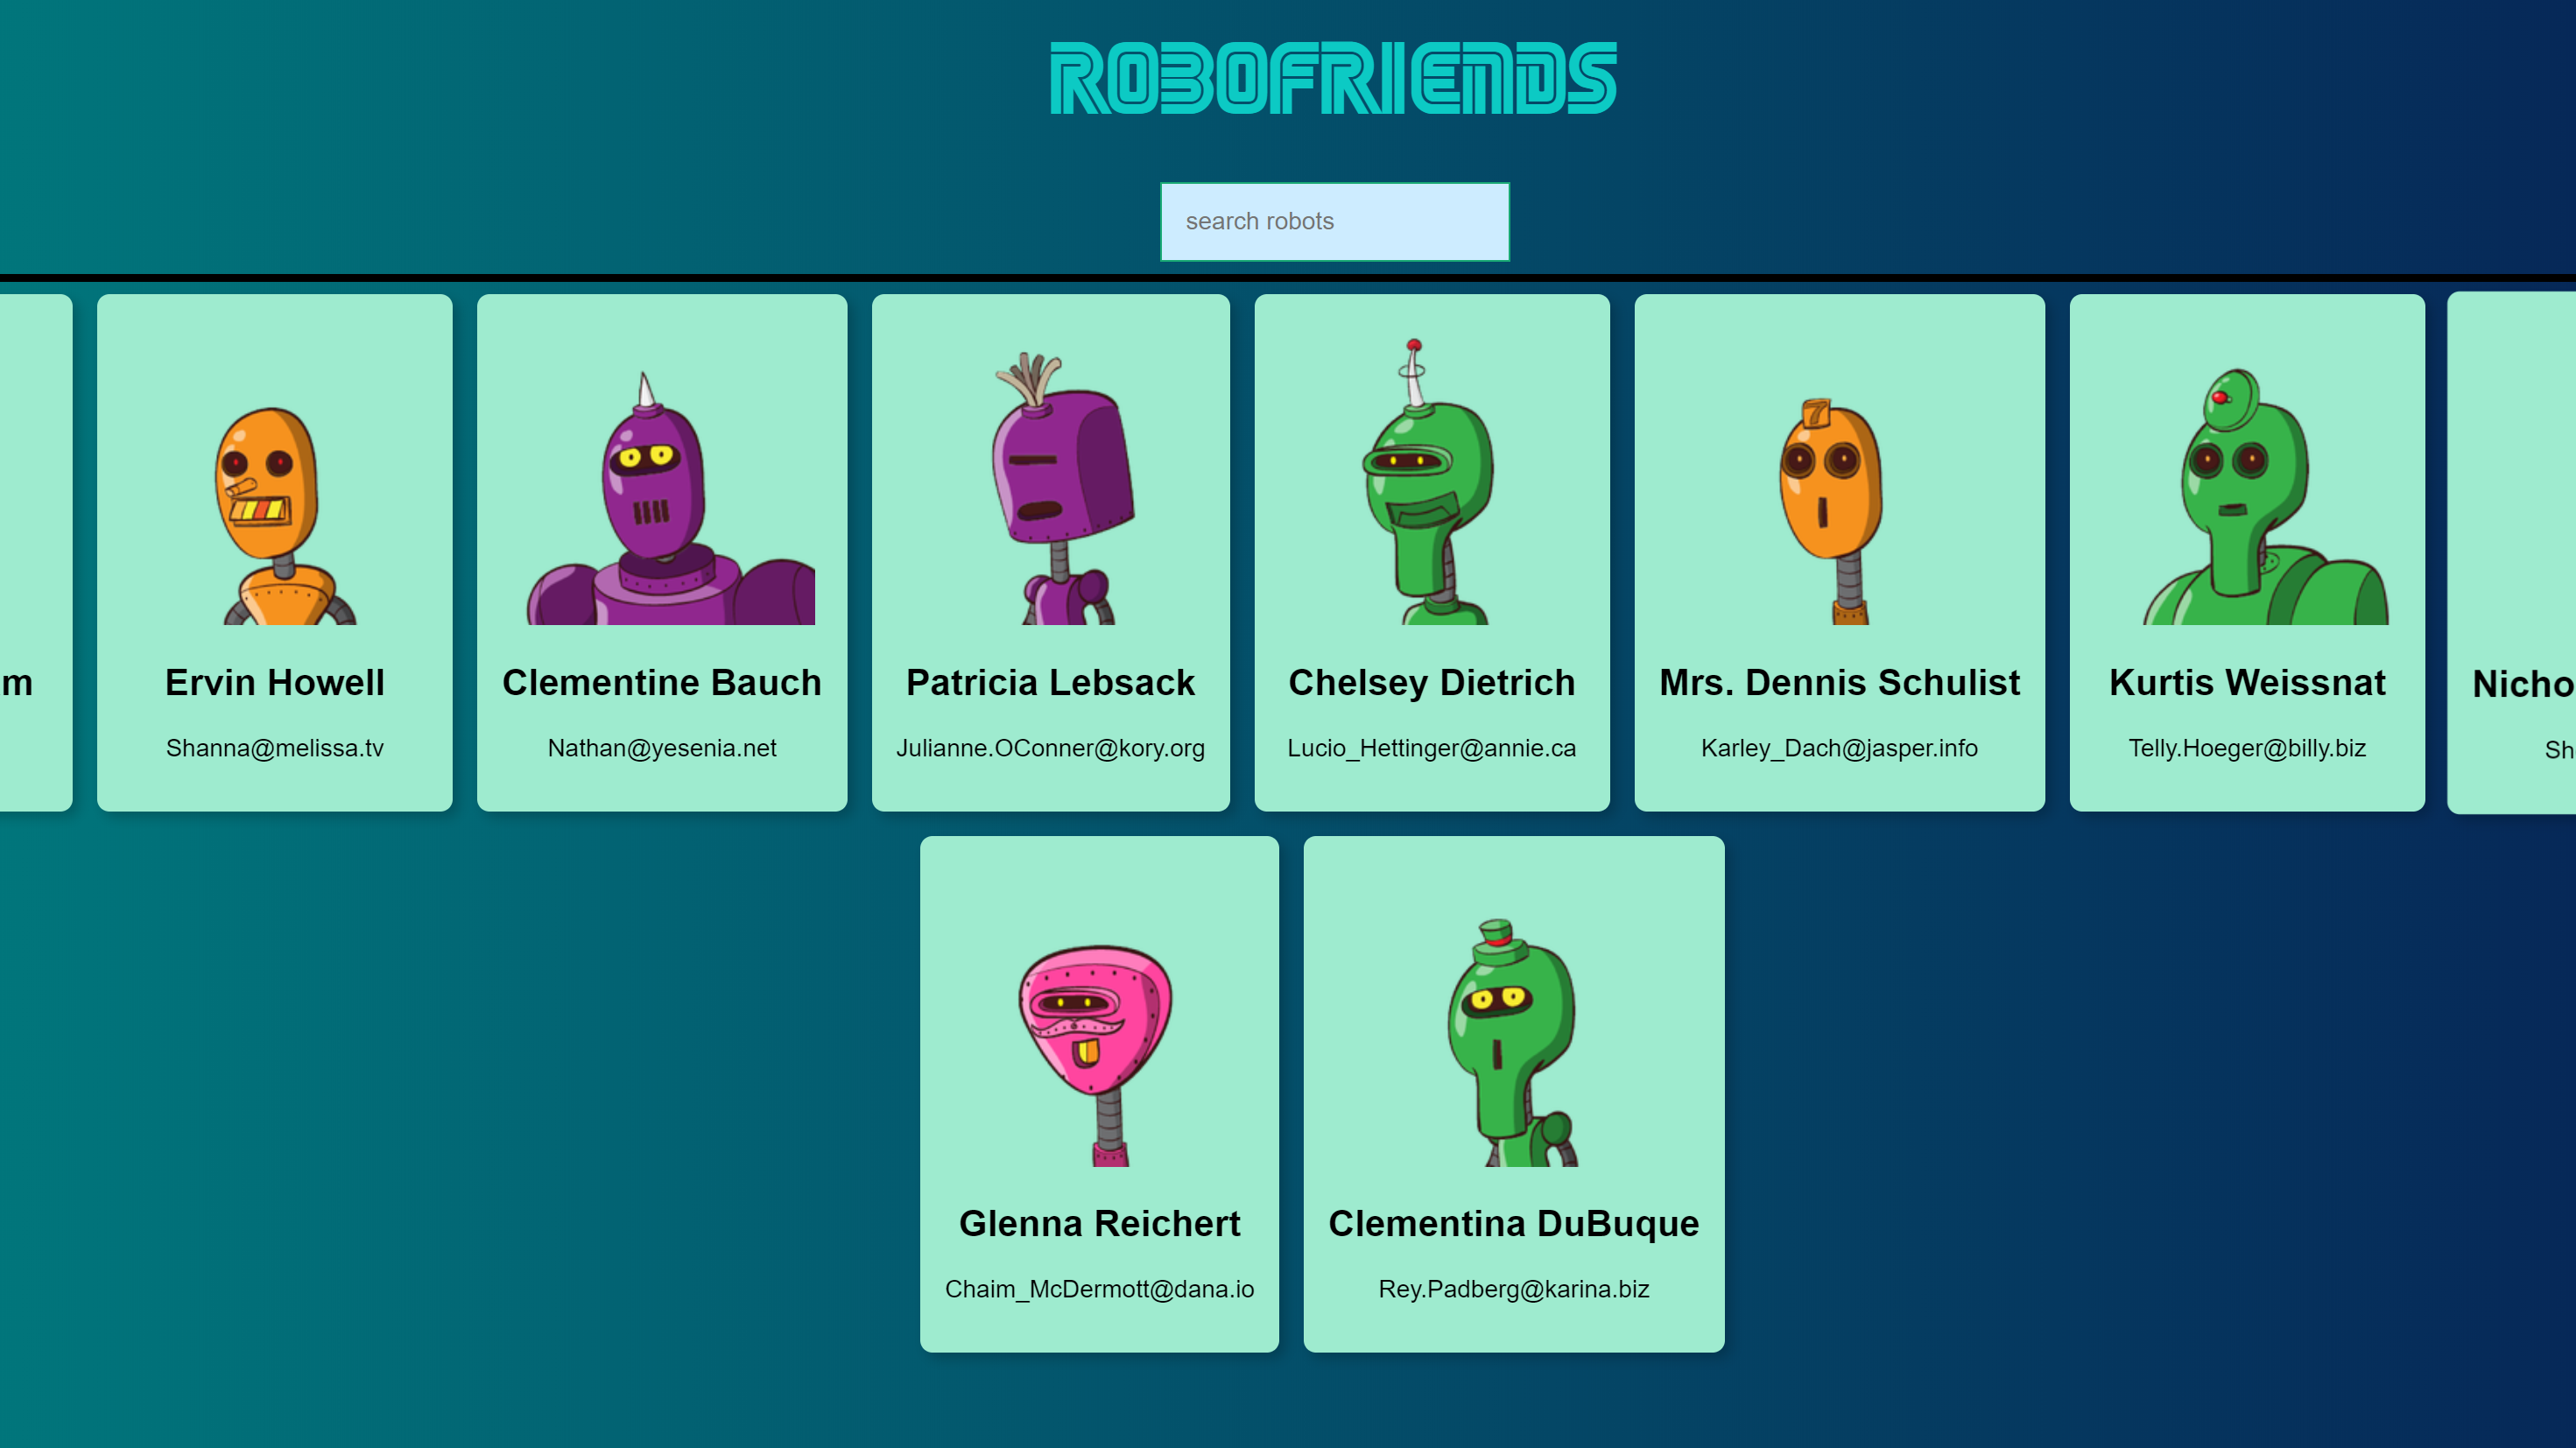 ROBOFRIENDS
search robots
m
Ervin Howell
Clementine Bauch
Patricia Lebsack
Chelsey Dietrich
7
Mrs. Dennis Schulist
Kurtis Weissnat
Nicho
Shanna@melissa.tv
Nathan@yesenia.net
Julianne.OConner@kory.org
Lucio_Hettinger@annie.ca
Karley_Dach@jasper.info
Telly.Hoeger@billy.biz
Sh
Glenna Reichert
Clementina DuBuque
Chaim_McDermott@dana.io
Rey.Padberg@karina.biz